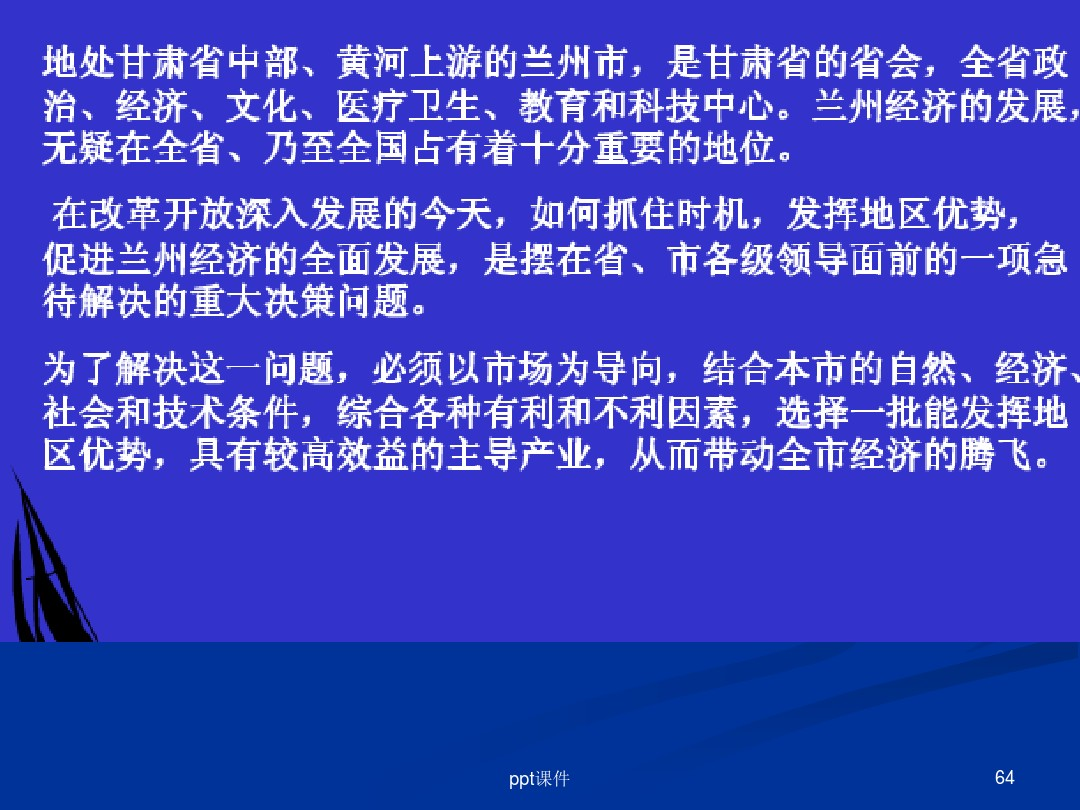 地处甘肃省中部、黄河上游的兰州市，是甘肃省的省会，全省政
治、经济、文化、医疗卫生、教育和科技中心。兰州经济的发展，
无疑在全省、乃至全国占有着十分重要的地位。
在改革开放深入发展的今天，如何抓住时机，发挥地区优势，
促进兰州经济的全面发展，是摆在省、市各级领导面前的一项急
待解决的重大决策问题。
为了解决这一问题，必须以市场为导向，结合本市的自然、经济、
社会和技术条件，综合各种有利和不利因素，选择一批能发挥地
区优势，具有较高效益的主导产业，从而带动全市经济的腾飞。
ppt课件
64